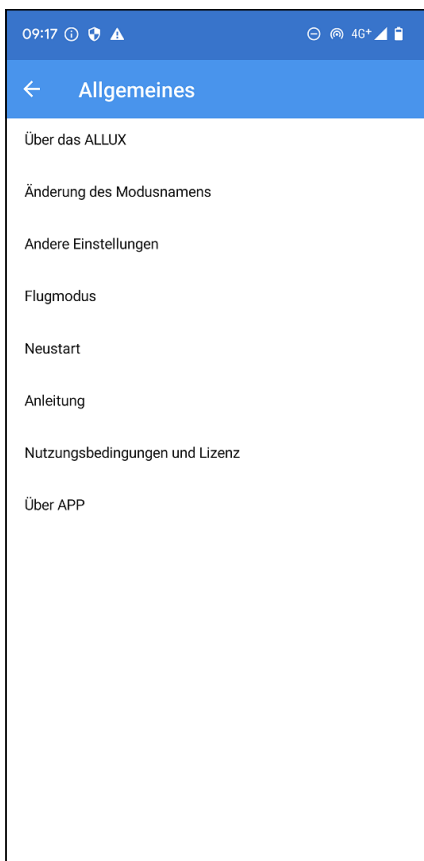 09:17 4G+
Allgemeines
Über das ALLUX
Änderung des Modusnamens
Andere Einstellungen
Flugmodus
Neustart
Anleitung
Nutzungsbedingungen und Lizenz
Über APP